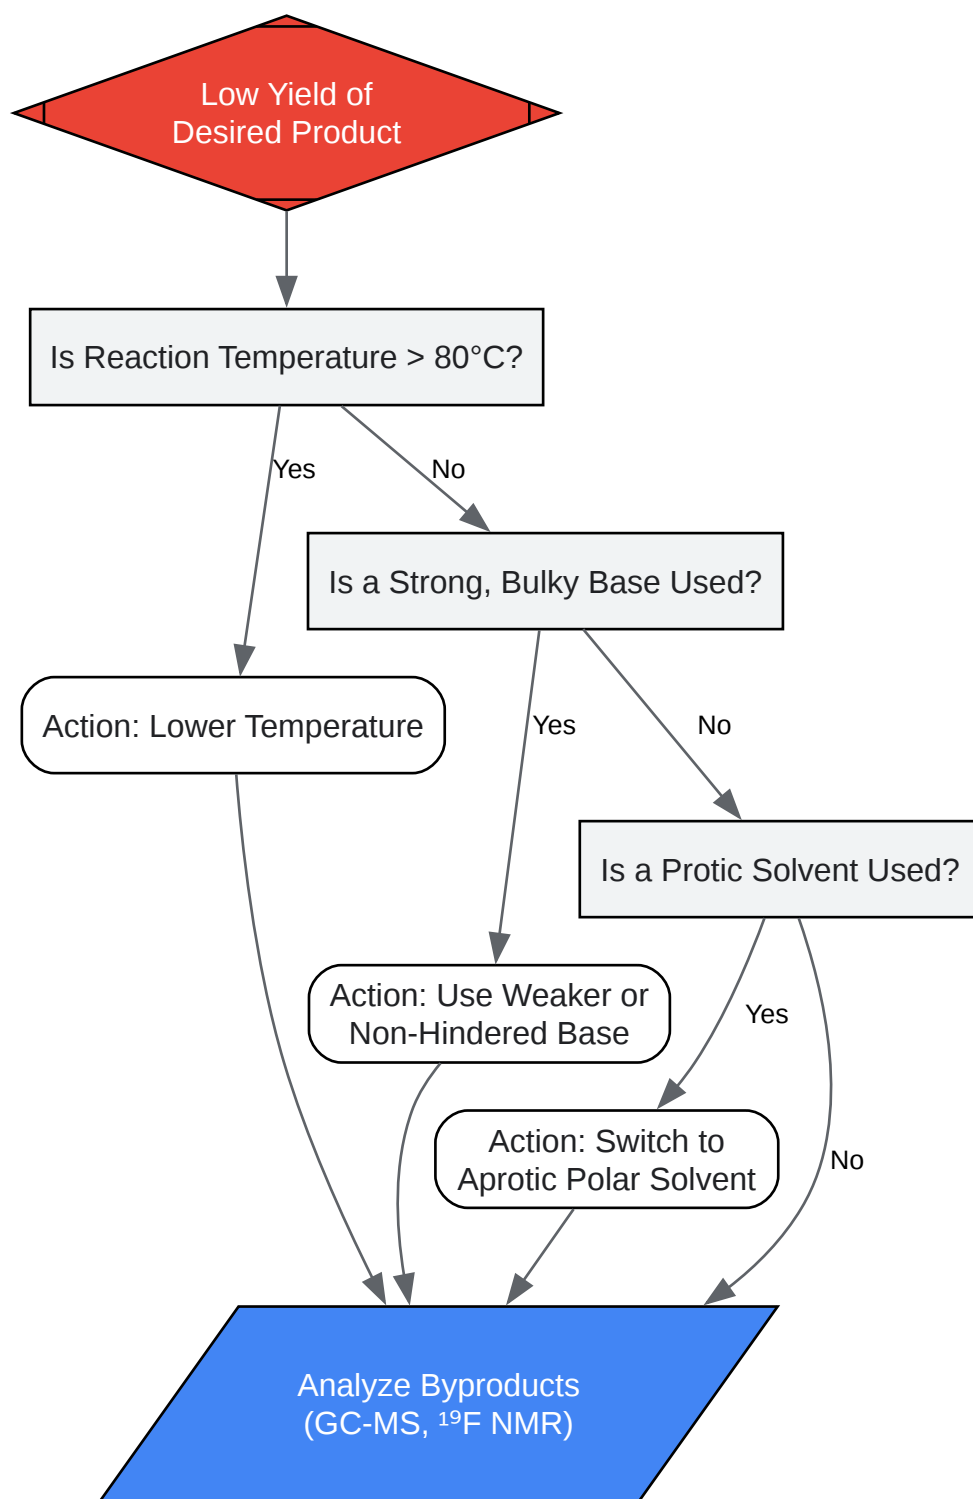 Low Yield of
Desired Product
Is Reaction Temperature > 80°C?
Yes
No
Is a Strong, Bulky Base Used?
Action: Lower Temperature
Yes
No
Is a Protic Solvent Used?
Action: Use Weaker or
Non-Hindered Base
Yes
Action: Switch to
Aprotic Polar Solvent
No
Analyze Byproducts
(GC-MS, ¹⁹F NMR)